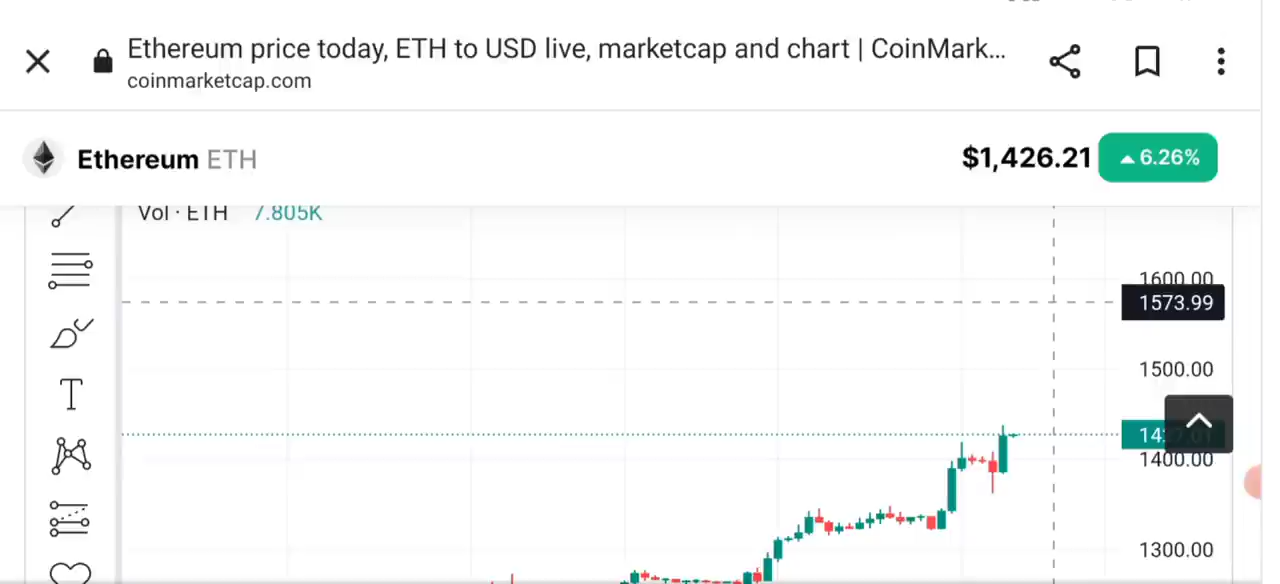 Ethereum price today, ETH to USD live, marketcap and chart | CoinMark...
coinmarketcap.com
Ethereum ETH
$1,426.21 6.26%
Vol · ETH 7.805K
1600.00
1573.99
1500.00
1400.00
1300.00